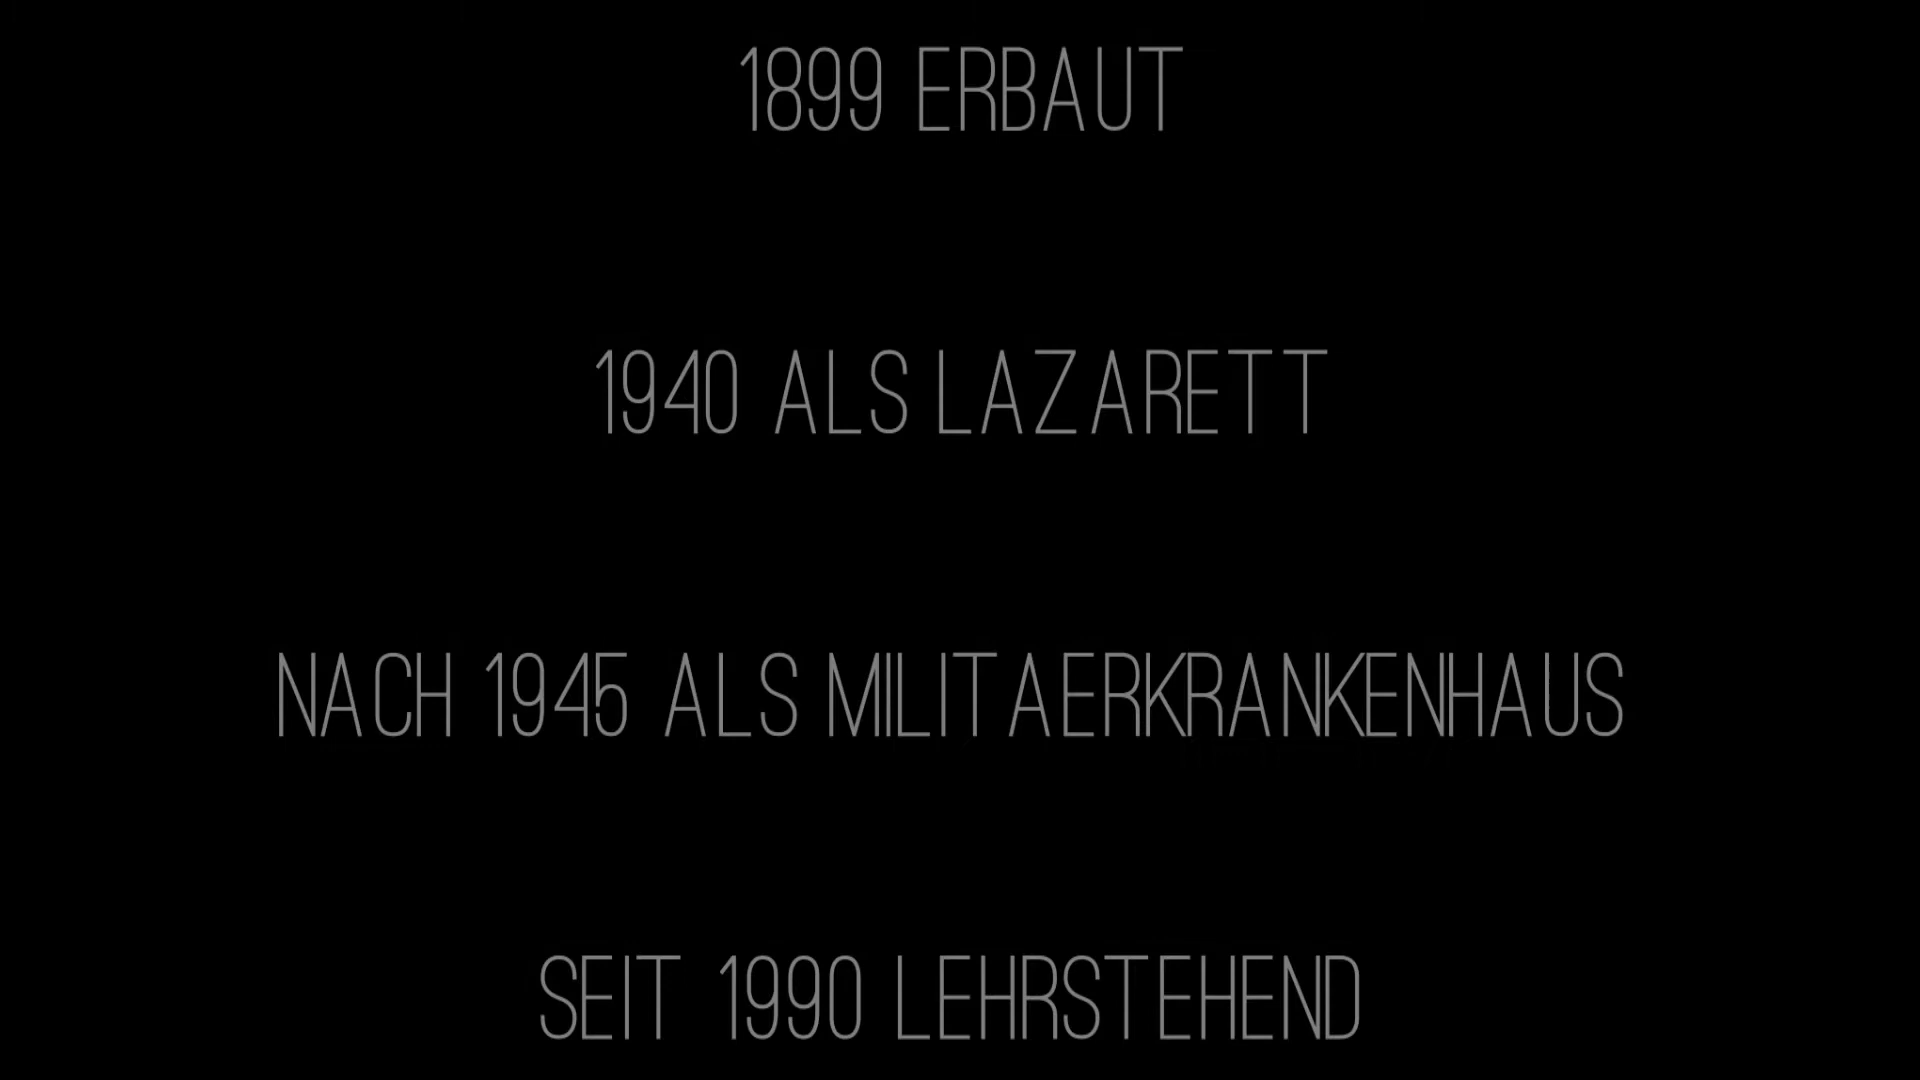 1899 ERBAUT
1940 ALS LAZARETT
NACH 1945 ALS MILITAERKRANKENHAUS
SEIT 1990 LEHRSTEHEND